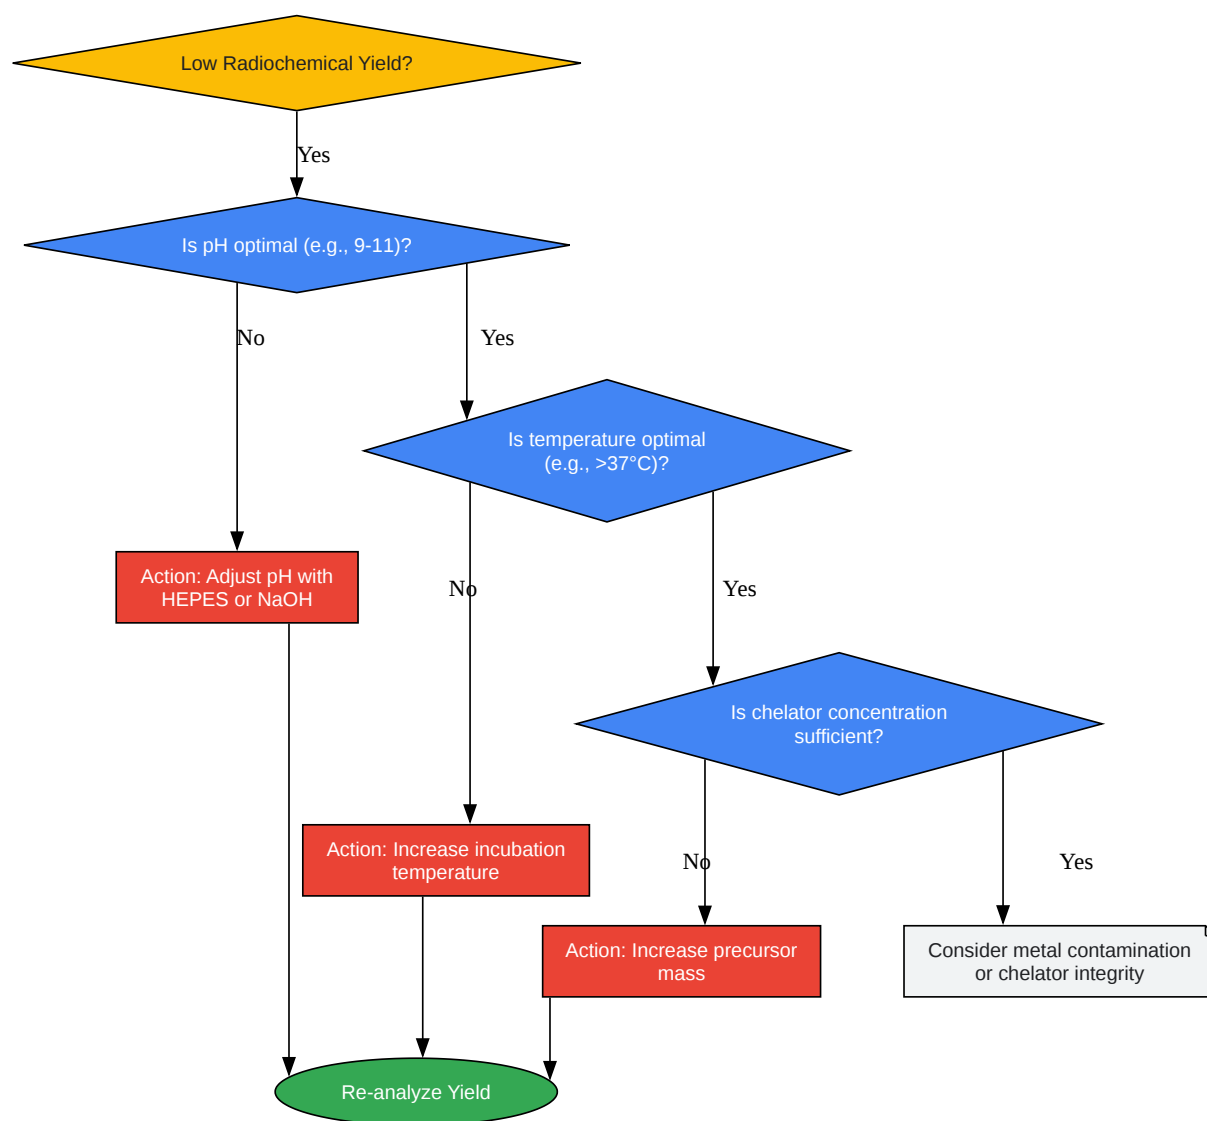 Low Radiochemical Yield?
Yes
Is pH optimal (e.g., 9-11)?
No
Yes
Is temperature optimal
(e.g., >37°C)?
Action: Adjust pH with
HEPES or NaOH
No
Yes
Is chelator concentration
sufficient?
Action: Increase incubation
temperature
No
Yes
Action: Increase precursor
mass
Consider metal contamination
or chelator integrity
Re-analyze Yield